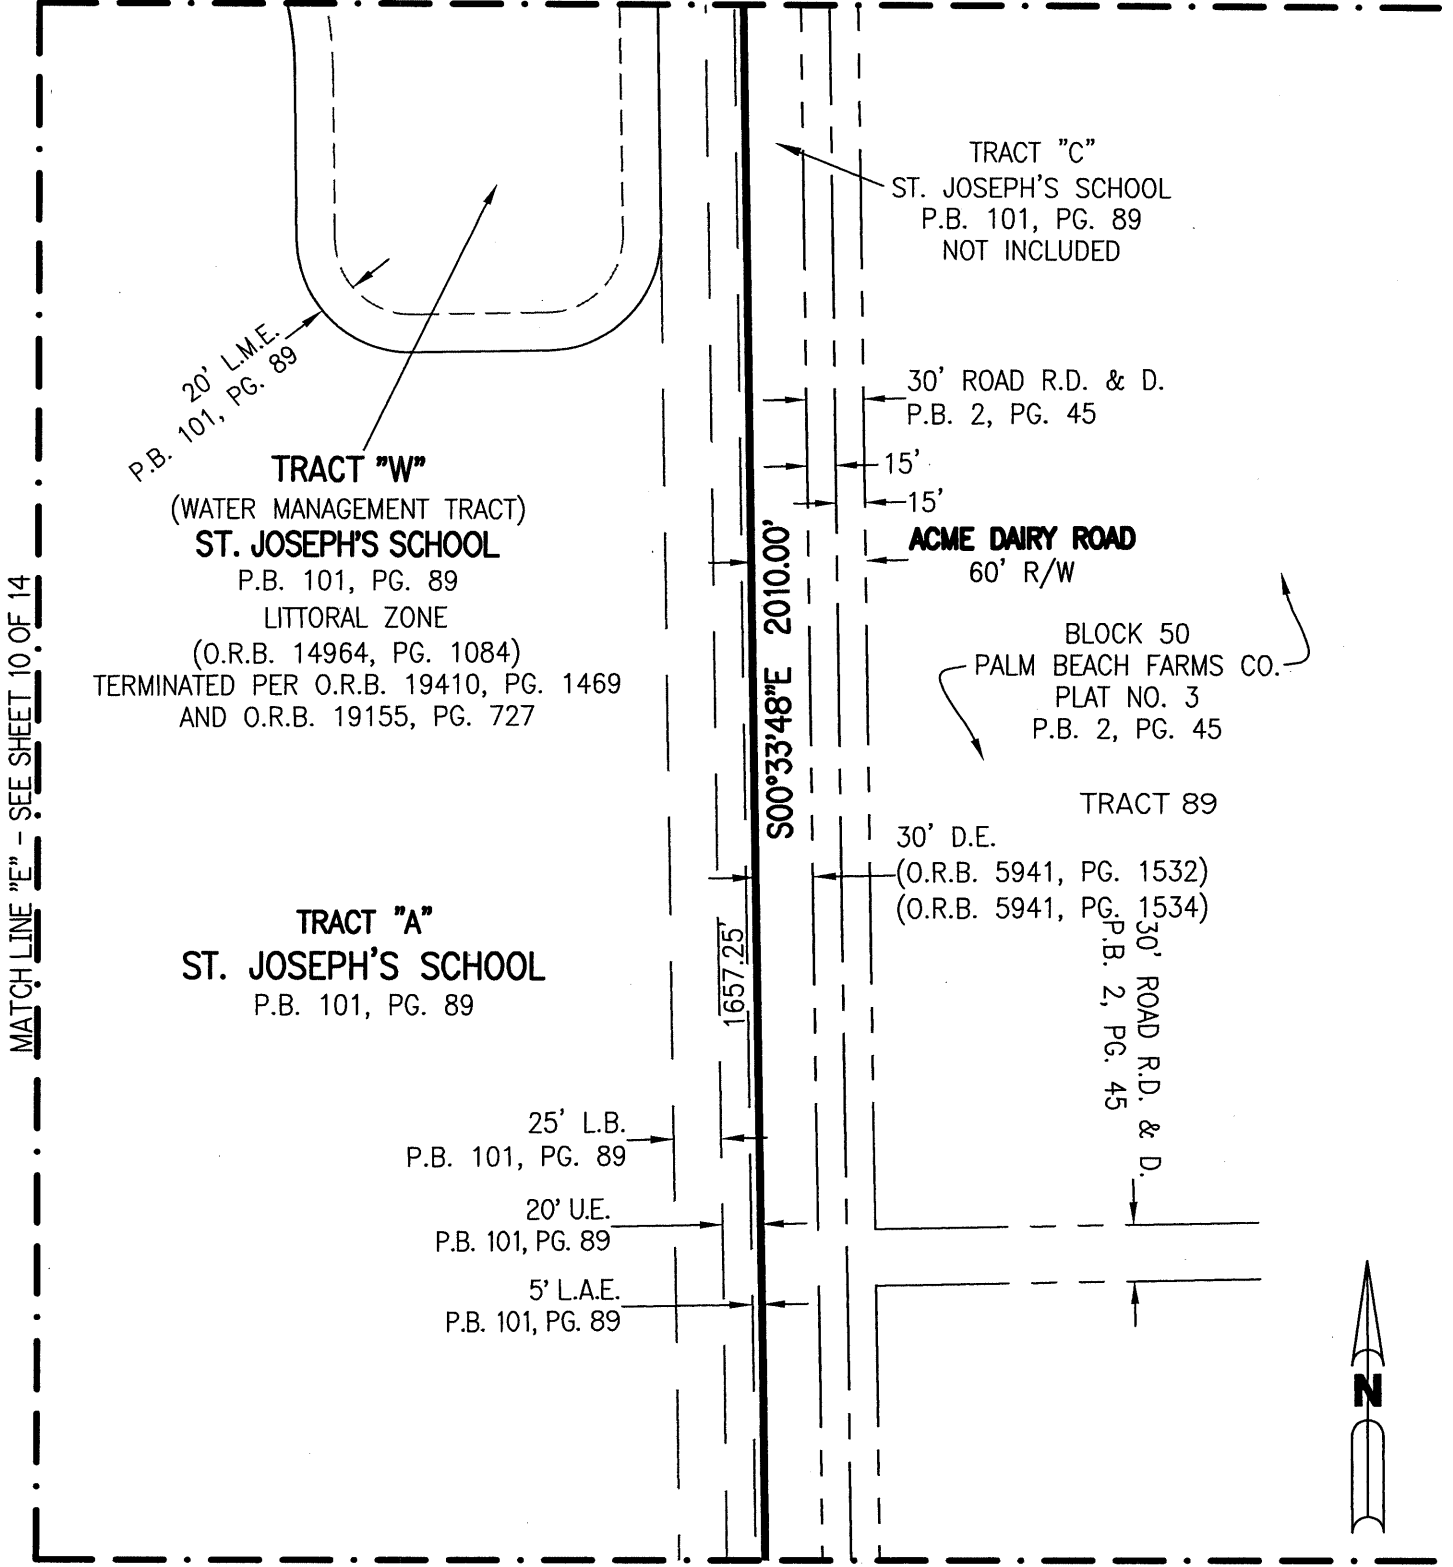 TRACT "C"
ST. JOSEPH'S SCHOOL
P.B. 101, PG. 89
NOT INCLUDED
20' L.M.E.
P.B. 101, PG. 89
30' ROAD R.D. & D.
P.B. 2, PG. 45
15'
15'
TRACT "W"
(WATER MANAGEMENT TRACT)
ST. JOSEPH'S SCHOOL
P.B. 101, PG. 89
LITTORAL ZONE
(O.R.B. 14964, PG. 1084)
TERMINATED PER O.R.B. 19410, PG. 1469
AND O.R.B. 19155, PG. 727
S00°33'48"E 2010.00'
ACME DAIRY ROAD
60' R/W
BLOCK 50
PALM BEACH FARMS CO.
PLAT NO. 3
P.B. 2, PG. 45
MATCH LINE "E" - SEE SHEET 10 OF 14
TRACT 89
30' D.E.
(O.R.B. 5941, PG. 1532)
(O.R.B. 5941, PG. 1534)
TRACT "A"
ST. JOSEPH'S SCHOOL
P.B. 101, PG. 89
1657.25'
30' ROAD R.D. & D.
P.B. 2, PG. 45
25' L.B.
P.B. 101, PG. 89
20' U.E.
P.B. 101, PG. 89
5' L.A.E.
P.B. 101, PG. 89
N